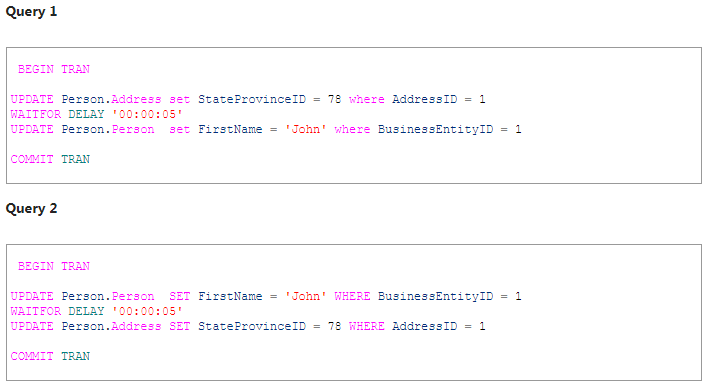 Query 1
BEGIN TRAN
UPDATE Person.Address set StateProvinceID = 78 where AddressID = 1
WAITFOR DELAY '00:00:05'
UPDATE Person.Person  set FirstName = 'John' where BusinessEntityID = 1
COMMIT TRAN
Query 2
BEGIN TRAN
UPDATE Person.Person  SET FirstName = 'John' WHERE BusinessEntityID = 1
WAITFOR DELAY '00:00:05'
UPDATE Person.Address SET StateProvinceID = 78 WHERE AddressID = 1
COMMIT TRAN